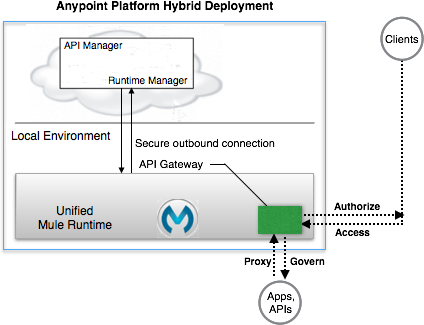 Anypoint Platform Hybrid Deployment
API Manager
Runtime Manager
Clients
Local Environment
Secure outbound connection
API Gateway
Unified
Mule Runtime
Authorize
Access
Proxy
Govern
Apps,
APIs